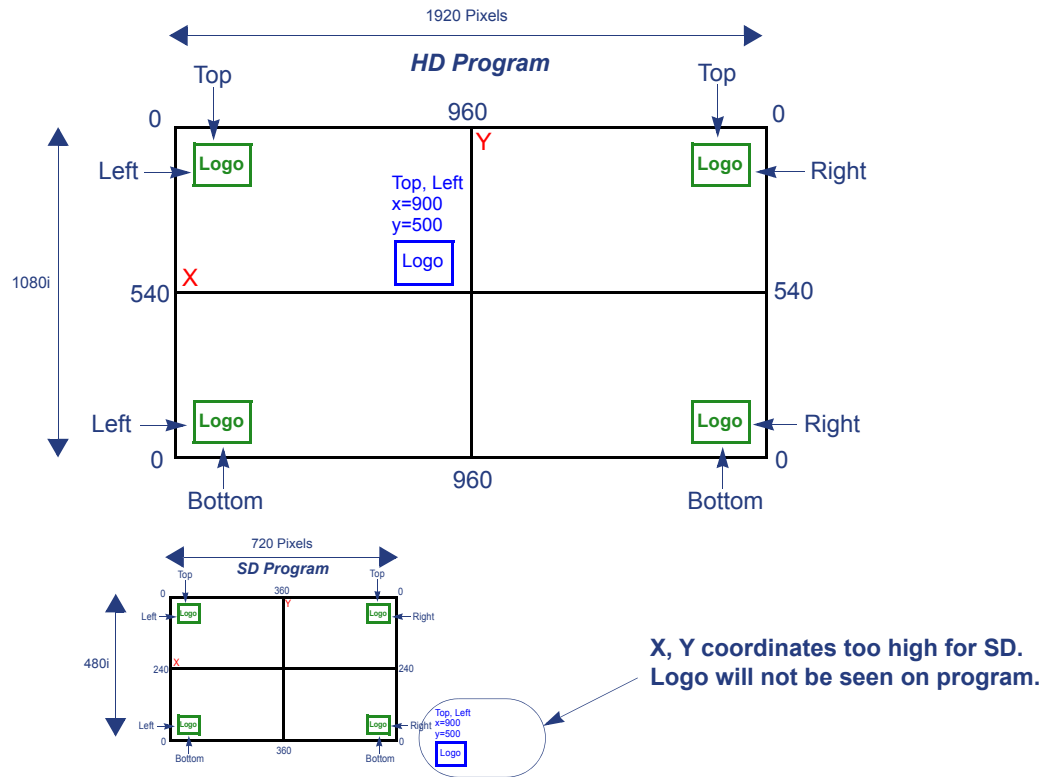 1920 Pixels
HD Program
Top
Top
0
960
0
Y
Left
Logo
Logo
Right
Top, Left
x=900
y=500
Logo
1080i
X
540
540
Left
Logo
Logo
Right
0
960
0
Bottom
Bottom
720 Pixels
SD Program
Top
Top
0
360
0
Y
Left
Logo
Logo
Right
480i
X
240
240
X, Y coordinates too high for SD.
Logo will not be seen on program.
Left
Logo
Logo
Right
Top, Left
x=900
y=500
Logo
0
360
0
Bottom
Bottom